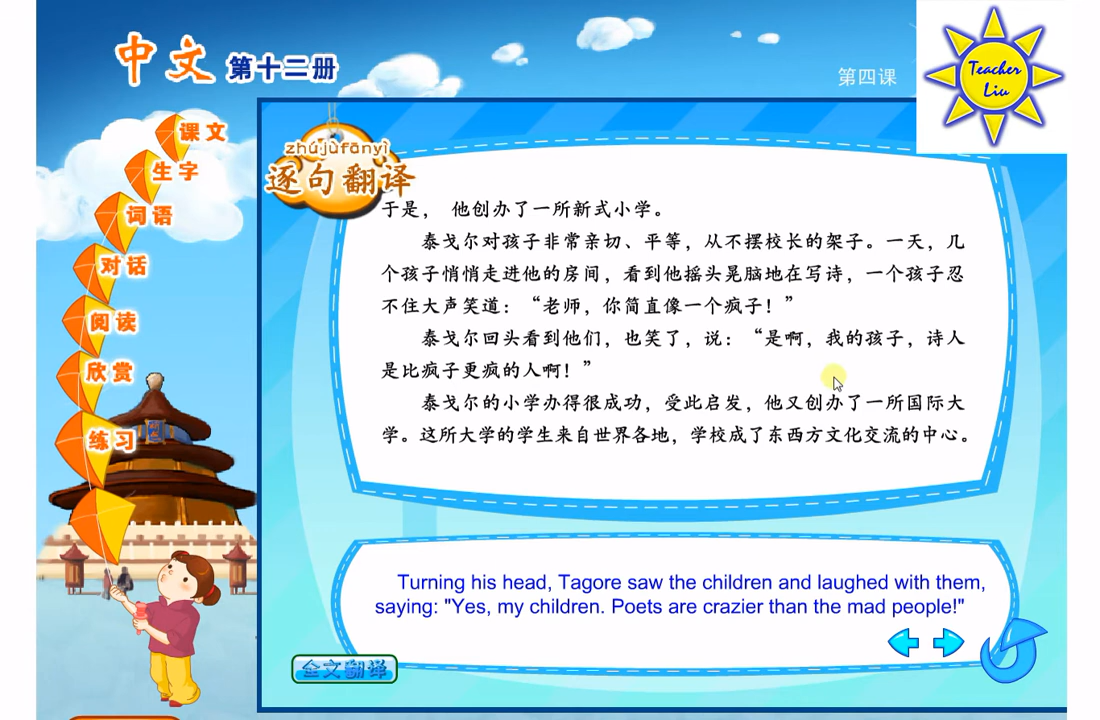 中文 第十二册
第四课
Teacher
Liu
课文
生字
词语
对话
阅读
欣赏
练习
zhújùfānyì
逐句翻译
于是， 他创办了一所新式小学。
泰戈尔对孩子非常亲切、平等，从不摆校长的架子。一天，几
个孩子悄悄走进他的房间，看到他摇头晃脑地在写诗，一个孩子忍
不住大声笑道：“老师，你简直像一个疯子！”
泰戈尔回头看到他们，也笑了，说：“是啊，我的孩子，诗人
是比疯子更疯的人啊！”
泰戈尔的小学办得很成功，受此启发，他又创办了一所国际大
学。这所大学的学生来自世界各地，学校成了东西方文化交流的中心。
Turning his head, Tagore saw the children and laughed with them,
saying: "Yes, my children. Poets are crazier than the mad people!"
全文翻译